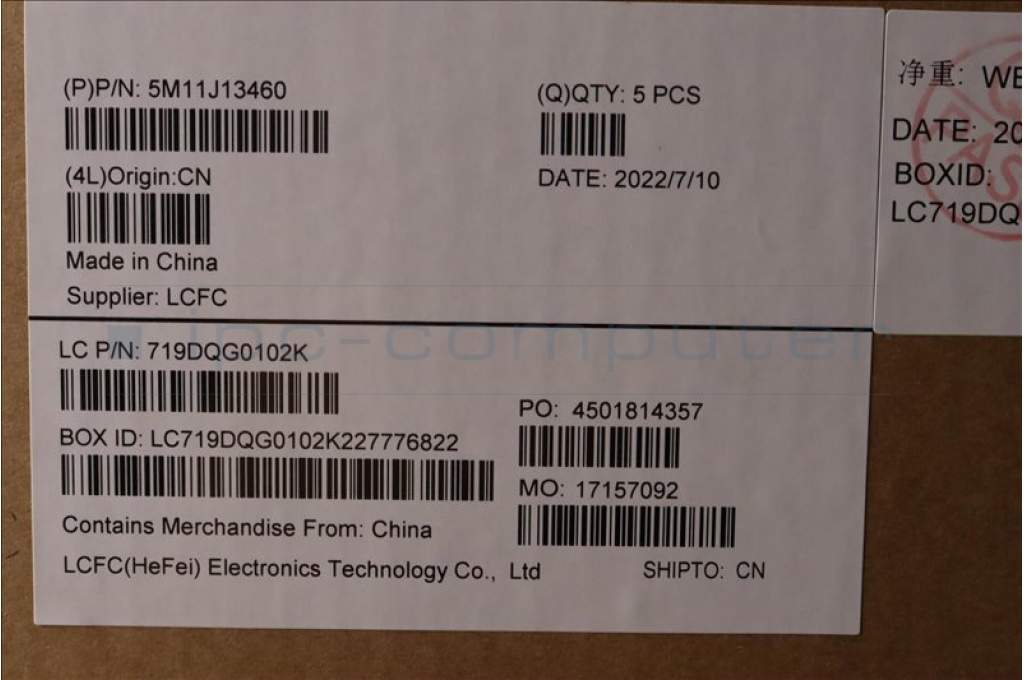 (P)P/N: 5M11J13460
(Q)QTY: 5 PCS
(4L)Origin:CN
DATE: 2022/7/10
Made in China
Supplier: LCFC
LC P/N: 719DQG0102K
PO: 4501814357
BOX ID: LC719DQG0102K227776822
MO: 17157092
Contains Merchandise From: China
LCFC(HeFei) Electronics Technology Co., Ltd
SHIPTO: CN
净重: WE
DATE: 20
BOXID:
LC719DQ
ipc-computer